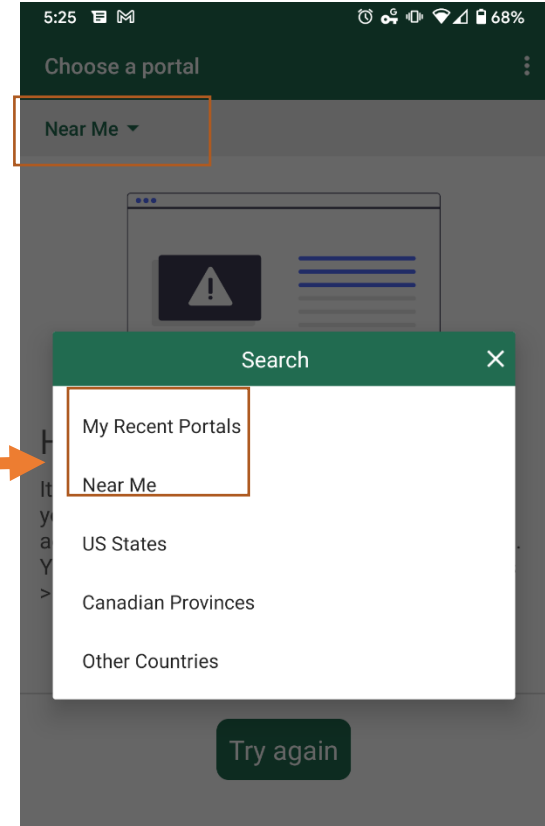 5:25 68%
Choose a portal
Near Me
Search
My Recent Portals
Near Me
US States
Canadian Provinces
Other Countries
Try again